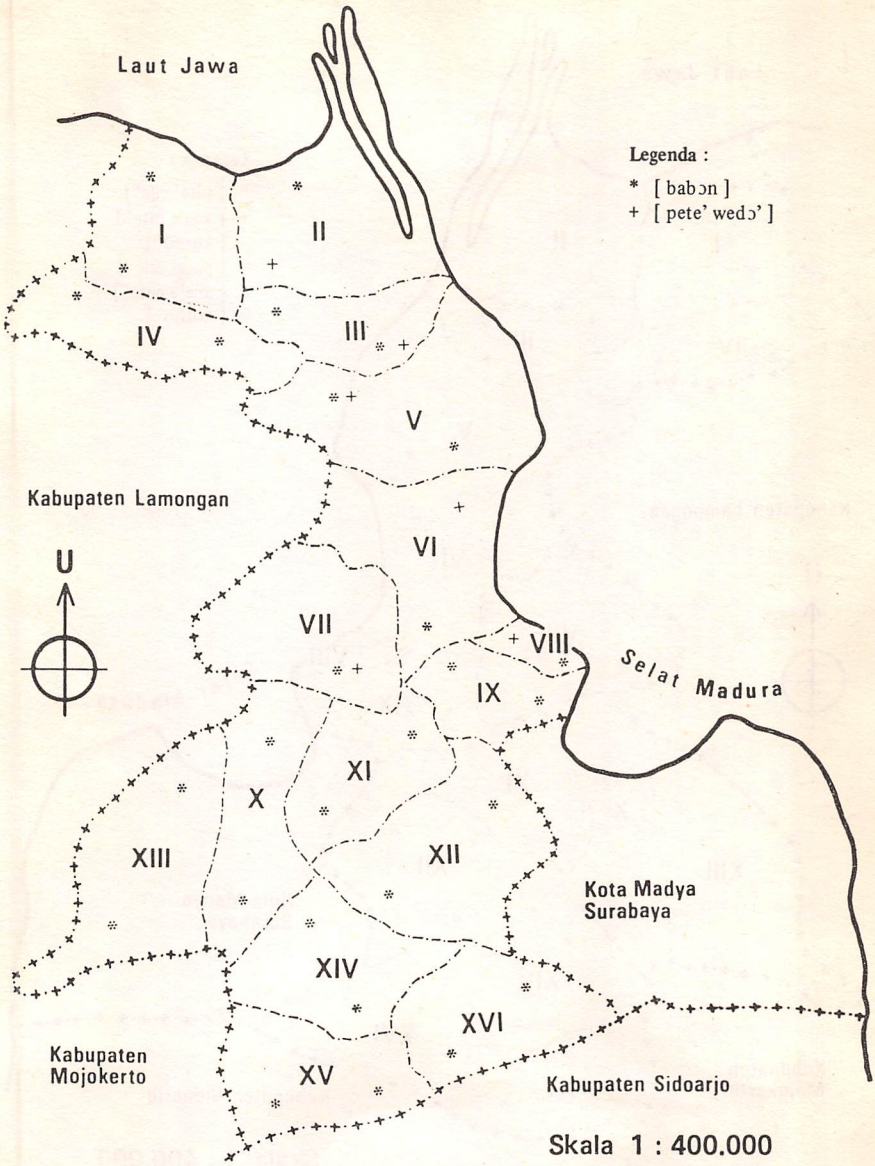 Laut Jawa
Legenda :
* [ babɔn ]
+ [ pete' wedɔ' ]
I
II
III
IV
V
Kabupaten Lamongan
VI
U
VII
VIII
Selat Madura
IX
X
XI
XII
XIII
Kota Madya
Surabaya
XIV
XVI
Kabupaten
Mojokerto
XV
Kabupaten Sidoarjo
Skala 1 : 400.000